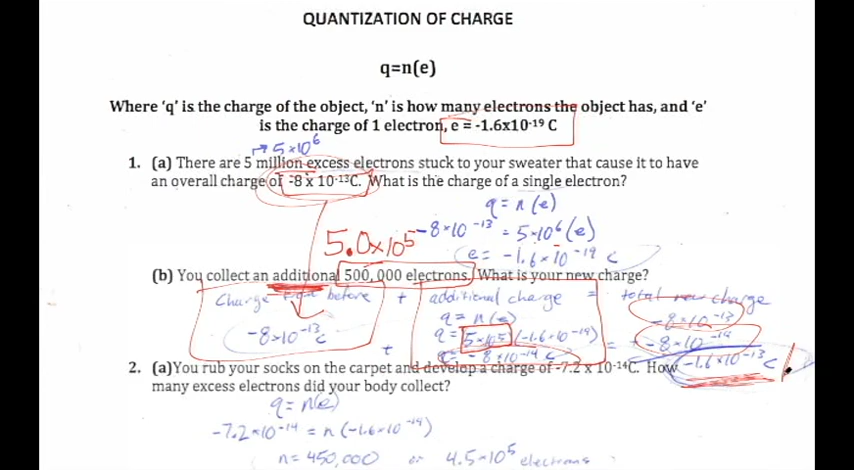 QUANTIZATION OF CHARGE
q=n(e)
Where 'q' is the charge of the object, 'n' is how many electrons the object has, and 'e'
is the charge of 1 electron, e = -1.6x10⁻¹⁹ C
→ 5×10⁶
1. (a) There are 5 million excess electrons stuck to your sweater that cause it to have
an overall charge of -8 x 10⁻¹³C. What is the charge of a single electron?
q = n(e)
5.0×10⁵
-8×10⁻¹³ = 5×10⁶(e)
e = -1.6×10⁻¹⁹ C
(b) You collect an additional 500,000 electrons. What is your new charge?
Charge before + additional charge = total new charge
q = n(e)
-8×10⁻¹³
-8×10⁻¹³ C
+
q = 5×10⁵(-1.6×10⁻¹⁹)
= + -8×10⁻¹⁴
q = -8×10⁻¹⁴ C
-1.6×10⁻¹³ C
2. (a)You rub your socks on the carpet and develop a charge of -7.2 x 10⁻¹⁴C. How
many excess electrons did your body collect?
q = n(e)
-7.2×10⁻¹⁴ = n(-1.6×10⁻¹⁹)
n = 450,000 or 4.5×10⁵ electrons